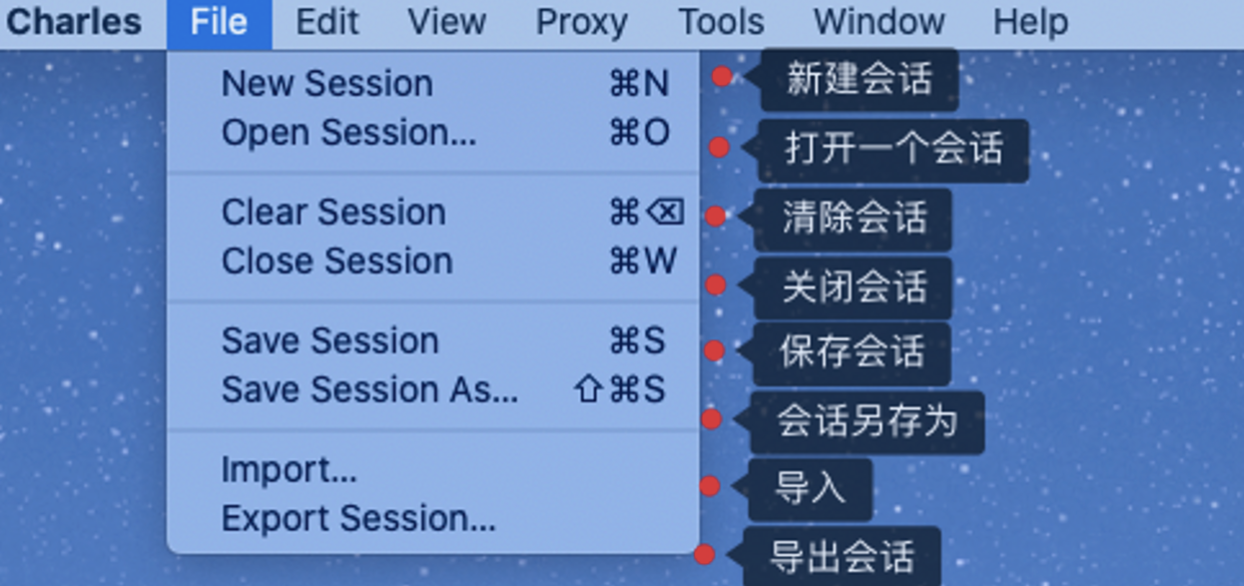 Charles File Edit View Proxy Tools Window Help
New Session ⌘N
新建会话
Open Session... ⌘O
打开一个会话
Clear Session ⌘⌫
清除会话
Close Session ⌘W
关闭会话
Save Session ⌘S
保存会话
Save Session As... ⇧⌘S
会话另存为
Import...
导入
Export Session...
导出会话